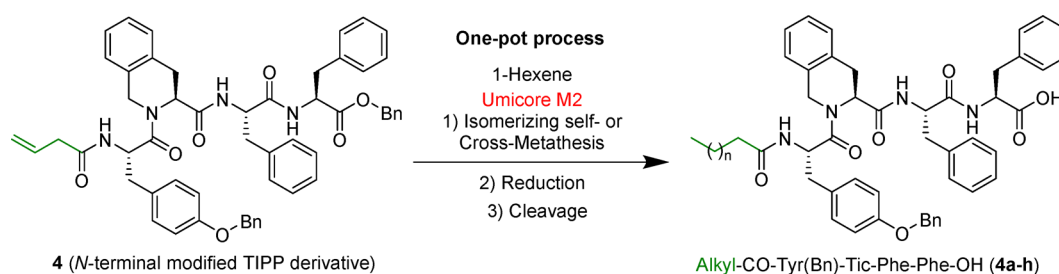 One-pot process
1-Hexene
Umicore M2
1) Isomerizing self- or
Cross-Metathesis
2) Reduction
3) Cleavage
H
N
O
N
O
N
H
O
OBn
O
H
N
O
O
Bn
4 (N-terminal modified TIPP derivative)
H
N
O
N
O
N
H
O
OH
O
( )n
H
N
O
O
Bn
Alkyl-CO-Tyr(Bn)-Tic-Phe-Phe-OH (4a-h)